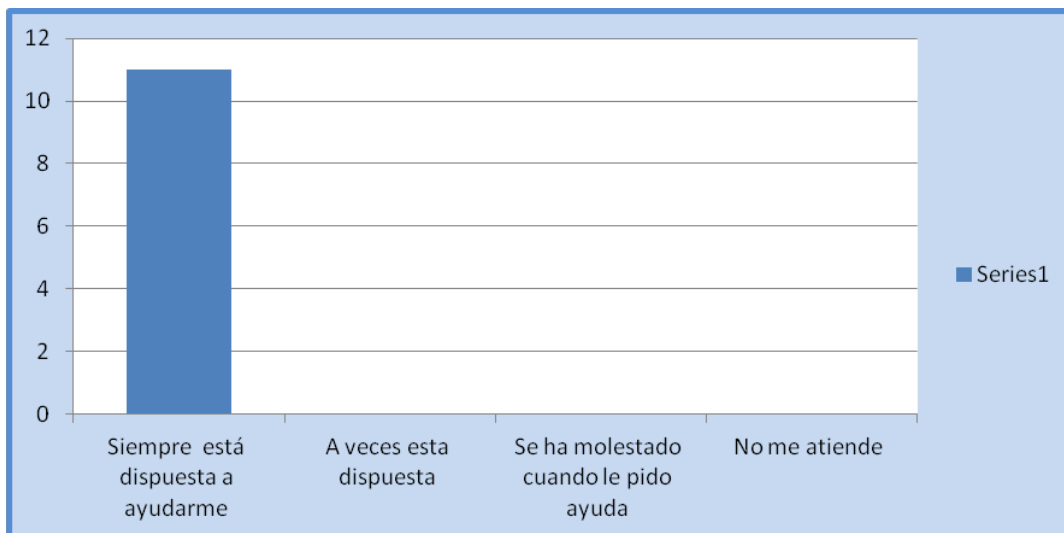 12
10
8
6
4
2
0
Siempre está
dispuesta a
ayudarme
A veces esta
dispuesta
Se ha molestado
cuando le pido
ayuda
No me atiende
Series1